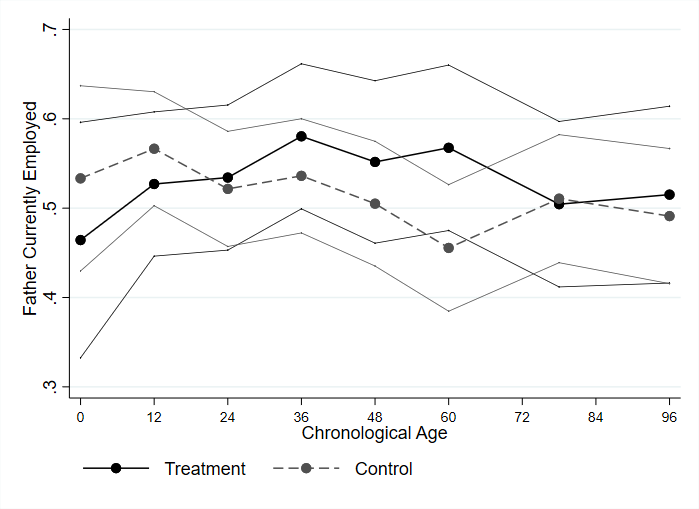 .7
.6
.5
.4
.3
Father Currently Employed
0 12 24 36 48 60 72 84 96
Chronological Age
Treatment Control